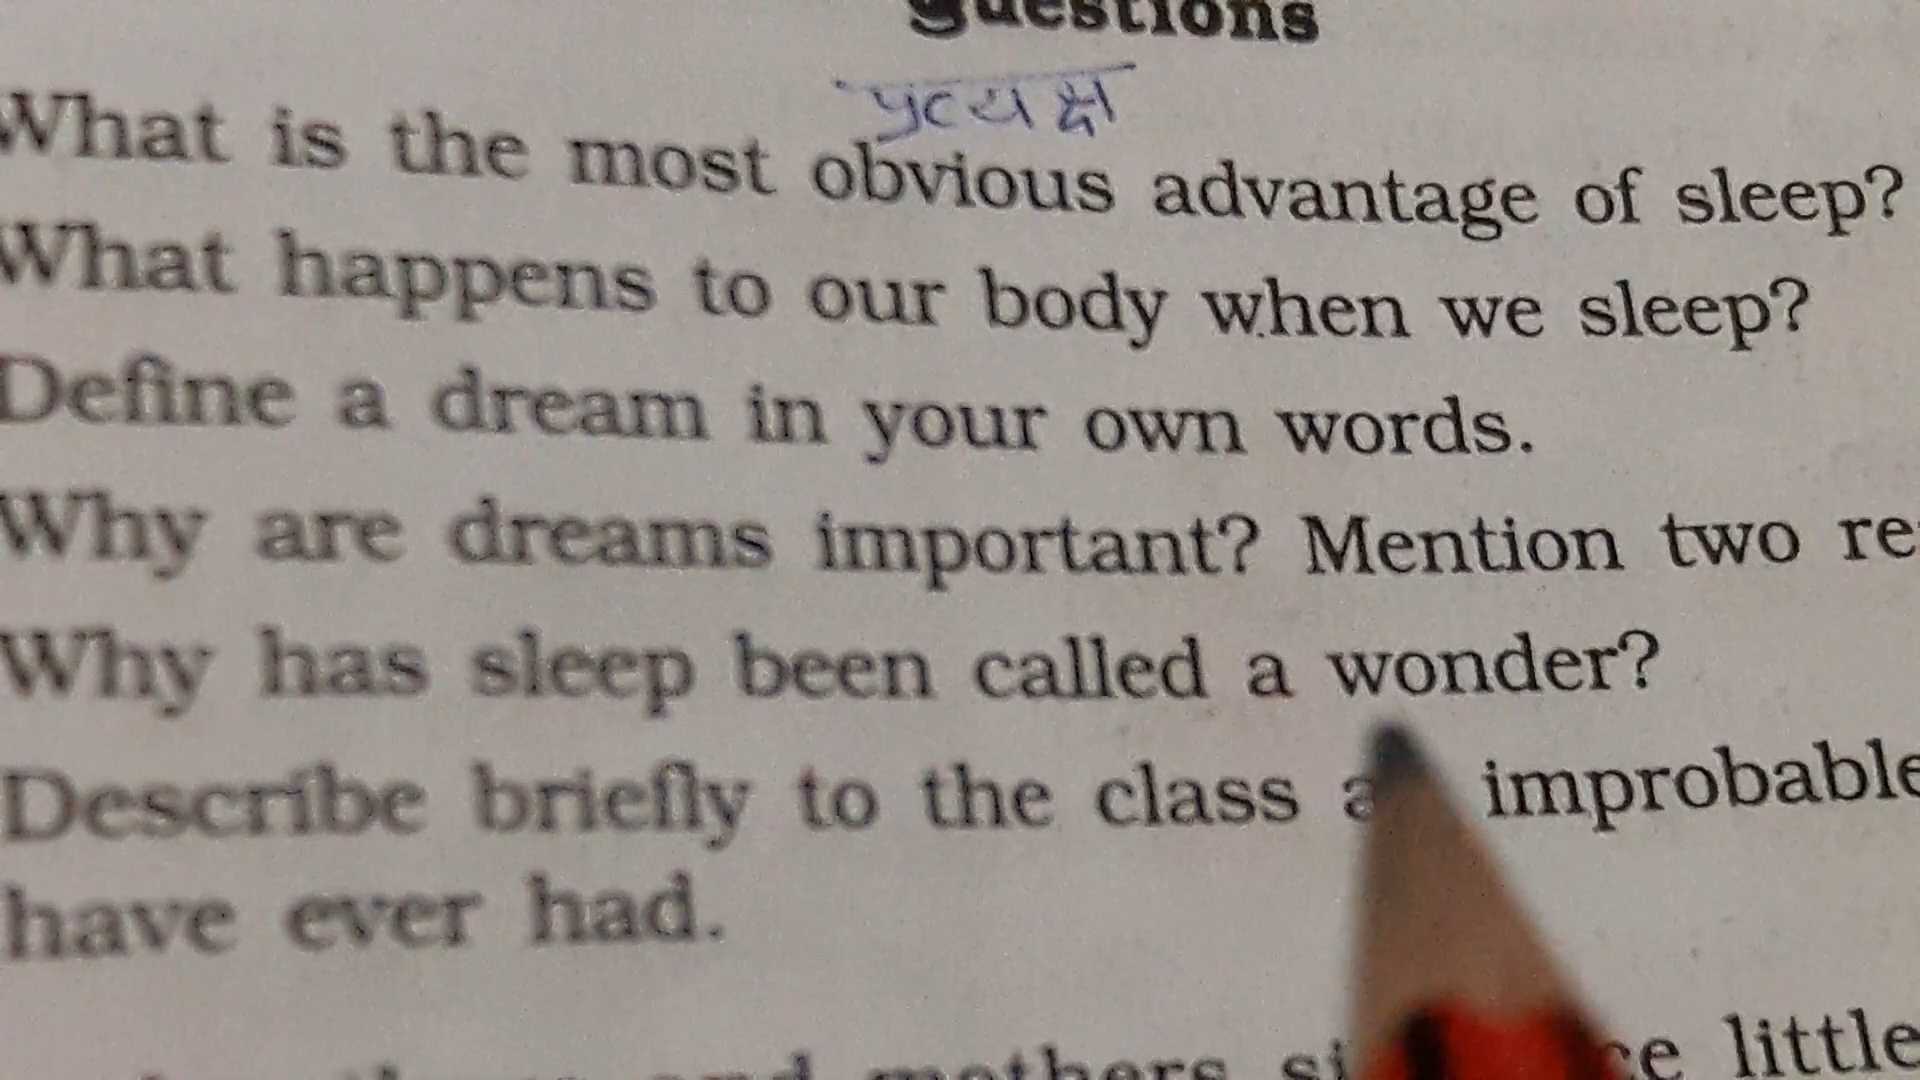 questions
प्रत्यक्ष
What is the most obvious advantage of sleep?
What happens to our body when we sleep?
Define a dream in your own words.
Why are dreams important? Mention two
Why has sleep been called a wonder?
Describe briefly to the class improbable
have ever had.
mothers little